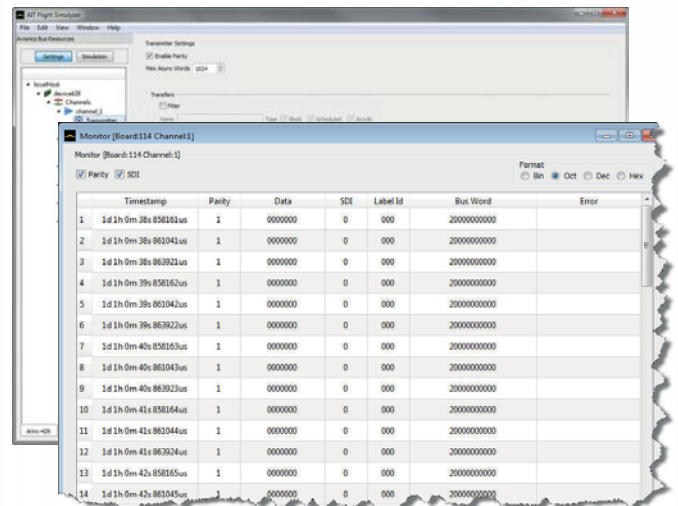 AIT Flight Simulyzer
File Edit View Window Help
Avionics Bus Resources
Settings Simulation
Transmitter Settings
Enable Parity
Max Async Words 1024
localHost
device429
Channels
channel_1
Transmitter
Transfers
Filter
Name Type Block Scheduled Acyclic
Monitor [Board:114 Channel:1]
Monitor [Board: 114 Channel: 1]
Parity SDI
Format
Bin Oct Dec Hex
Timestamp Parity Data SDI Label Id Bus Word Error
1 1d 1h 0m 38s 858161us 1 0000000 0 000 20000000000
2 1d 1h 0m 38s 861041us 1 0000000 0 000 20000000000
3 1d 1h 0m 38s 863921us 1 0000000 0 000 20000000000
4 1d 1h 0m 39s 858162us 1 0000000 0 000 20000000000
5 1d 1h 0m 39s 861042us 1 0000000 0 000 20000000000
6 1d 1h 0m 39s 863922us 1 0000000 0 000 20000000000
7 1d 1h 0m 40s 858163us 1 0000000 0 000 20000000000
8 1d 1h 0m 40s 861043us 1 0000000 0 000 20000000000
9 1d 1h 0m 40s 863923us 1 0000000 0 000 20000000000
10 1d 1h 0m 41s 858164us 1 0000000 0 000 20000000000
11 1d 1h 0m 41s 861044us 1 0000000 0 000 20000000000
12 1d 1h 0m 41s 863924us 1 0000000 0 000 20000000000
13 1d 1h 0m 42s 858165us 1 0000000 0 000 20000000000
14 1d 1h 0m 42s 861045us 1 0000000 0 000 20000000000
Arinc-429